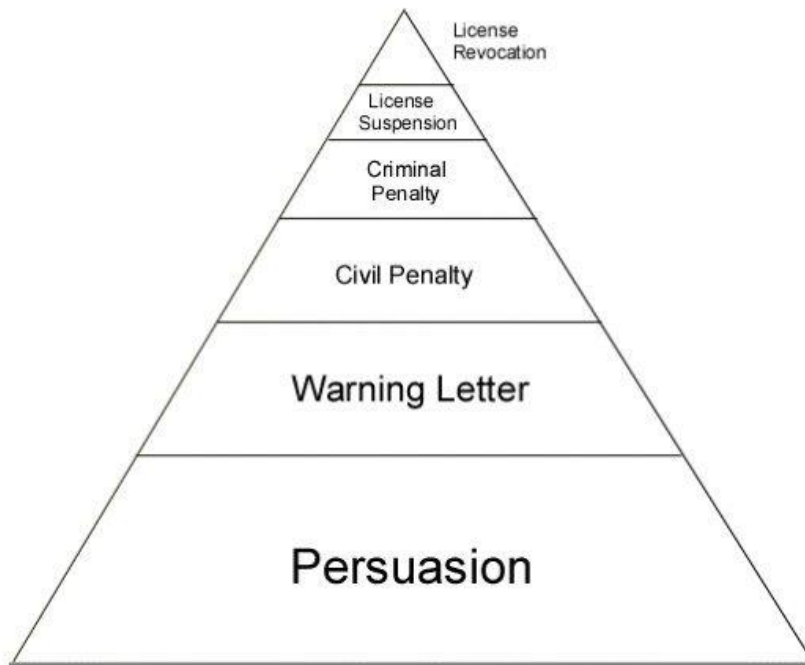 License
Revocation
License
Suspension
Criminal
Penalty
Civil Penalty
Warning Letter
Persuasion